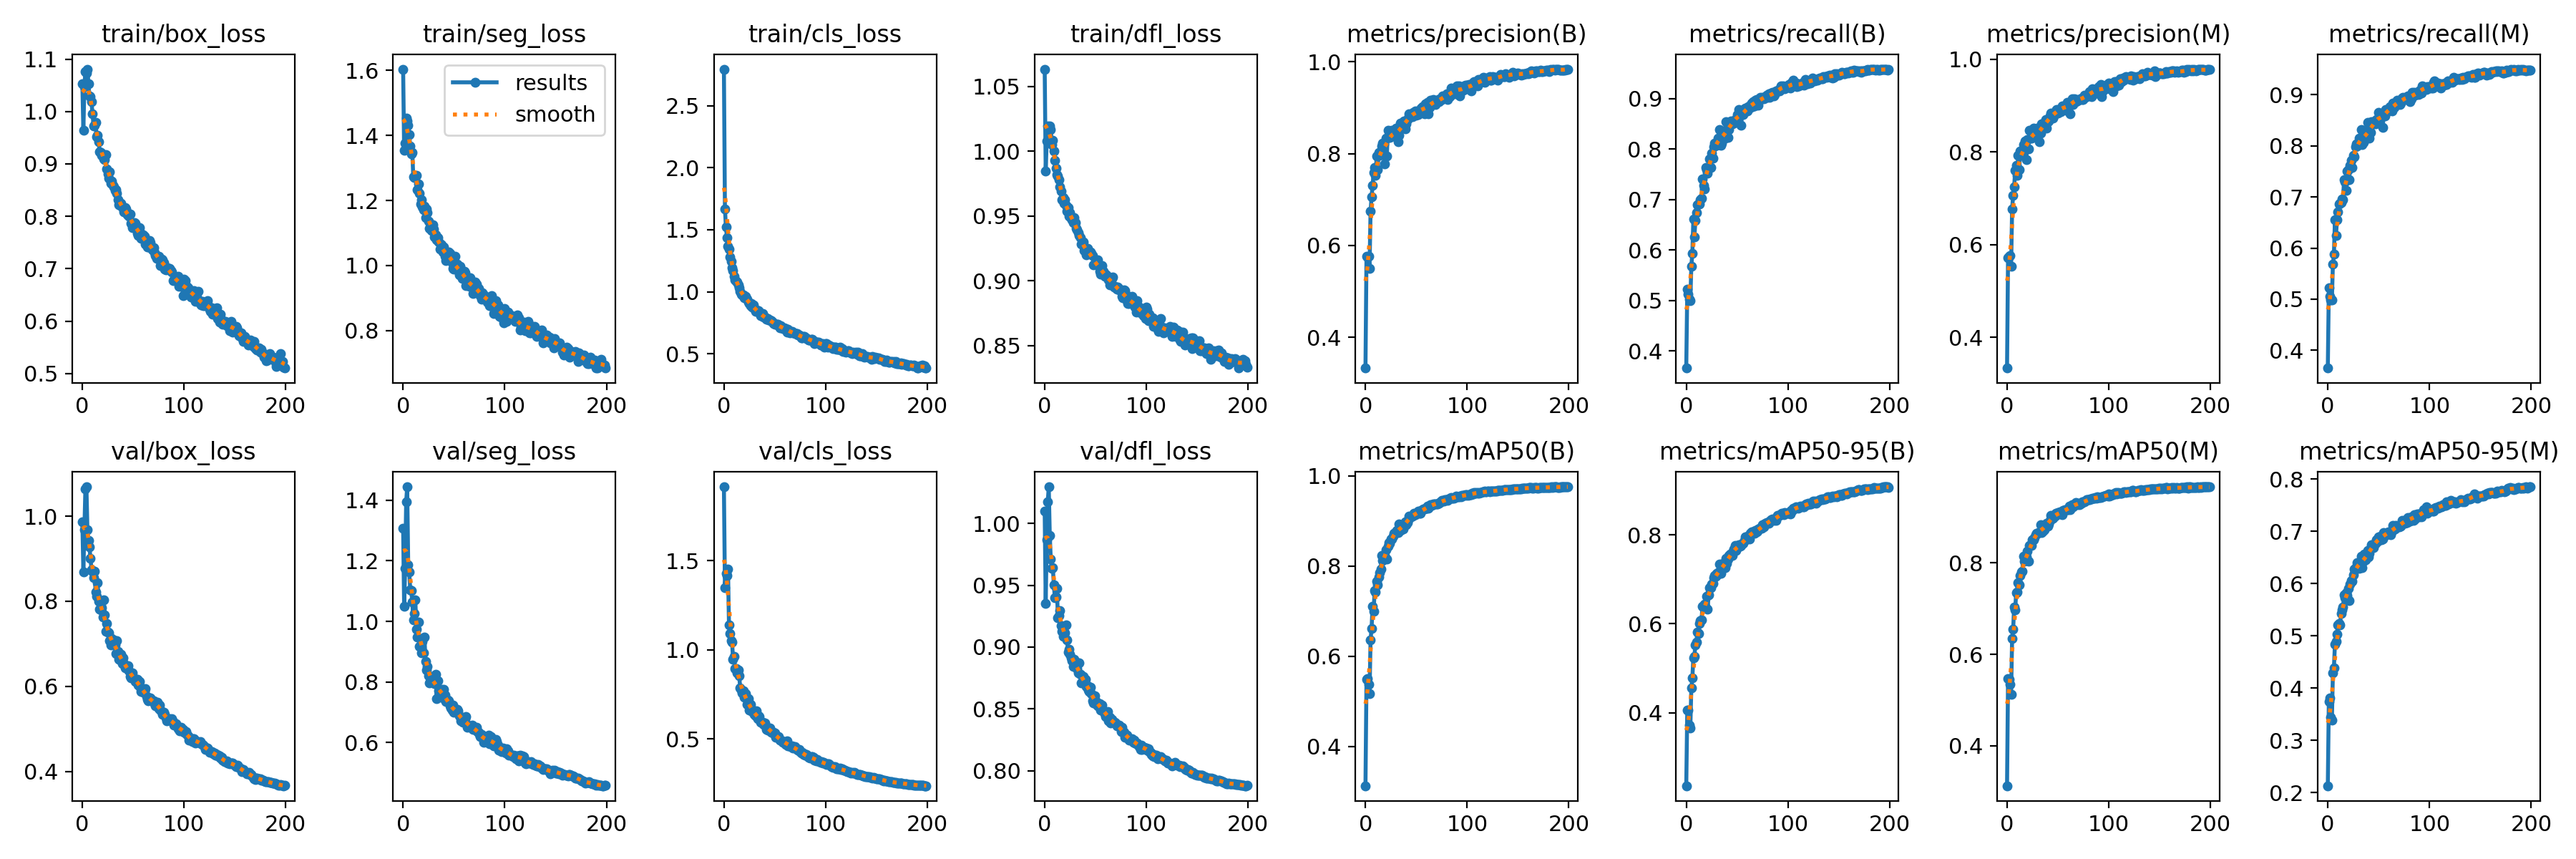 train/box_loss
train/seg_loss
train/cls_loss
train/dfl_loss
metrics/precision(B)
metrics/recall(B)
metrics/precision(M)
metrics/recall(M)
1.1
1.0
0.9
0.8
0.7
0.6
0.5
0 100 200
1.6
1.4
1.2
1.0
0.8
results
smooth
0 100 200
2.5
2.0
1.5
1.0
0.5
0 100 200
1.05
1.00
0.95
0.90
0.85
0 100 200
1.0
0.8
0.6
0.4
0 100 200
0.9
0.8
0.7
0.6
0.5
0.4
0 100 200
1.0
0.8
0.6
0.4
0 100 200
0.9
0.8
0.7
0.6
0.5
0.4
0 100 200
val/box_loss
val/seg_loss
val/cls_loss
val/dfl_loss
metrics/mAP50(B)
metrics/mAP50-95(B)
metrics/mAP50(M)
metrics/mAP50-95(M)
1.0
0.8
0.6
0.4
0 100 200
1.4
1.2
1.0
0.8
0.6
0 100 200
1.5
1.0
0.5
0 100 200
1.00
0.95
0.90
0.85
0.80
0 100 200
1.0
0.8
0.6
0.4
0 100 200
0.8
0.6
0.4
0 100 200
0.8
0.6
0.4
0 100 200
0.8
0.7
0.6
0.5
0.4
0.3
0.2
0 100 200